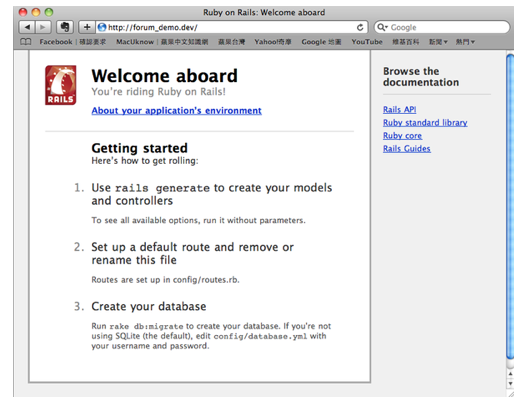 Ruby on Rails: Welcome aboard
http://forum_demo.dev/
Google
Facebook | 確認要求 MacUknow | 蘋果中文知識網 蘋果台灣 Yahoo!奇摩 Google 地圖 YouTube 維基百科 新聞 熱門
RAILS
Welcome aboard
You're riding Ruby on Rails!
About your application's environment
Getting started
Here's how to get rolling:
1. Use rails generate to create your models
and controllers
To see all available options, run it without parameters.
2. Set up a default route and remove or
rename this file
Routes are set up in config/routes.rb.
3. Create your database
Run rake db:migrate to create your database. If you're not
using SQLite (the default), edit config/database.yml with
your username and password.
Browse the
documentation
Rails API
Ruby standard library
Ruby core
Rails Guides